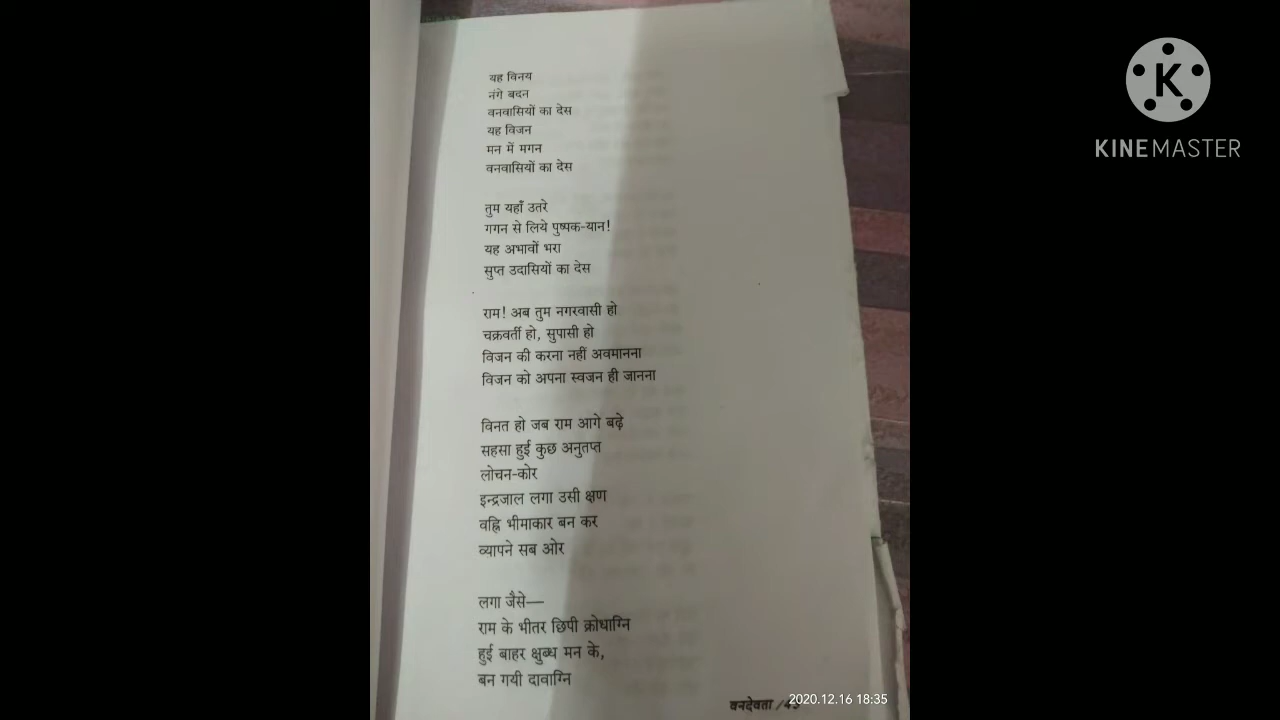 यह विनय
नंगे बदन
वनवासियों का देस
यह विजन
मन में मगन
वनवासियों का देस
तुम यहाँ उतरे
गगन से लिये पुष्पक-यान!
यह अभावों भरा
सुप्त उदासियों का देस
राम! अब तुम नगरवासी हो
चक्रवर्ती हो, सुपासी हो
विजन की करना नहीं अवमानना
विजन को अपना स्वजन ही जानना
विनत हो जब राम आगे बढ़े
सहसा हुई कुछ अनुतप्त
लोचन-कोर
इन्द्रजाल लगा उसी क्षण
वह्नि भीमाकार बन कर
व्यापने सब ओर
लगा जैसे—
राम के भीतर छिपी क्रोधाग्नि
हुई बाहर क्षुब्ध मन के,
बन गयी दावाग्नि
वनदेवता /
2020.12.16 18:35
K
KINEMASTER